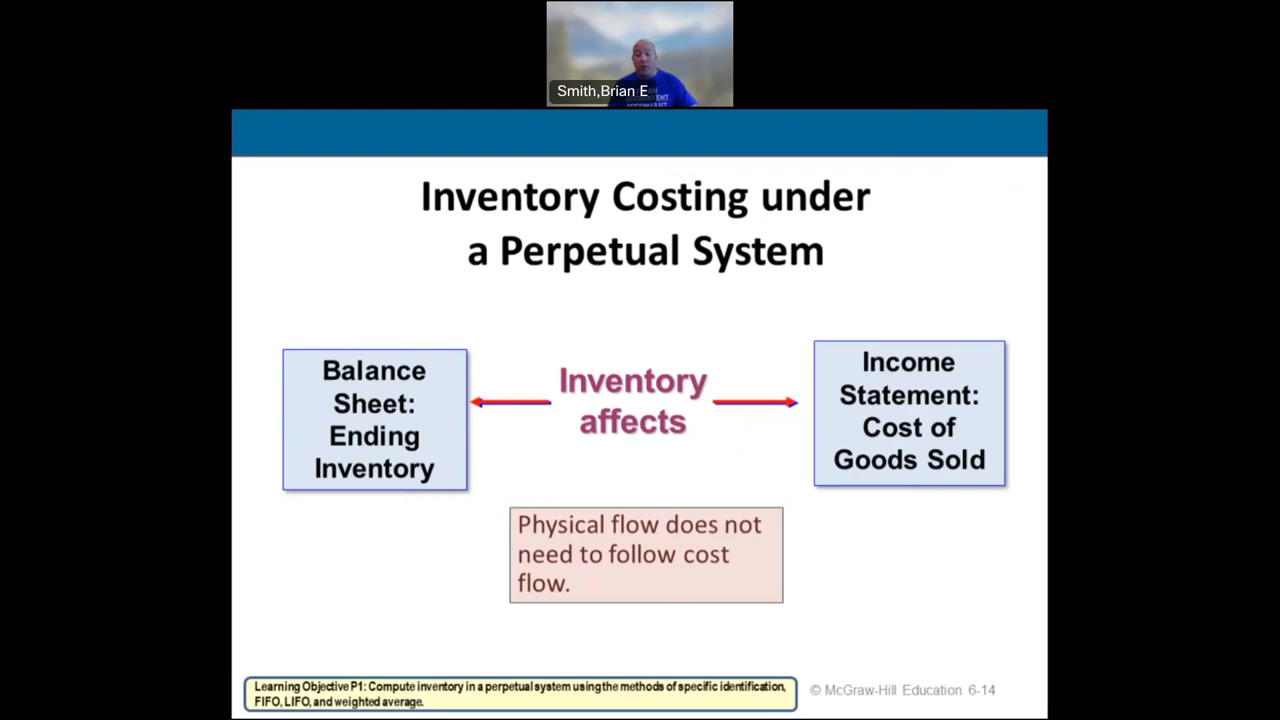 Smith,Brian E
ACCOUNTANT
Inventory Costing under
a Perpetual System
Balance
Sheet:
Ending
Inventory
Inventory
affects
Income
Statement:
Cost of
Goods Sold
Physical flow does not
need to follow cost
flow.
Learning Objective P1: Compute inventory in a perpetual system using the methods of specific identification,
FIFO, LIFO, and weighted average.
© McGraw-Hill Education 6-14